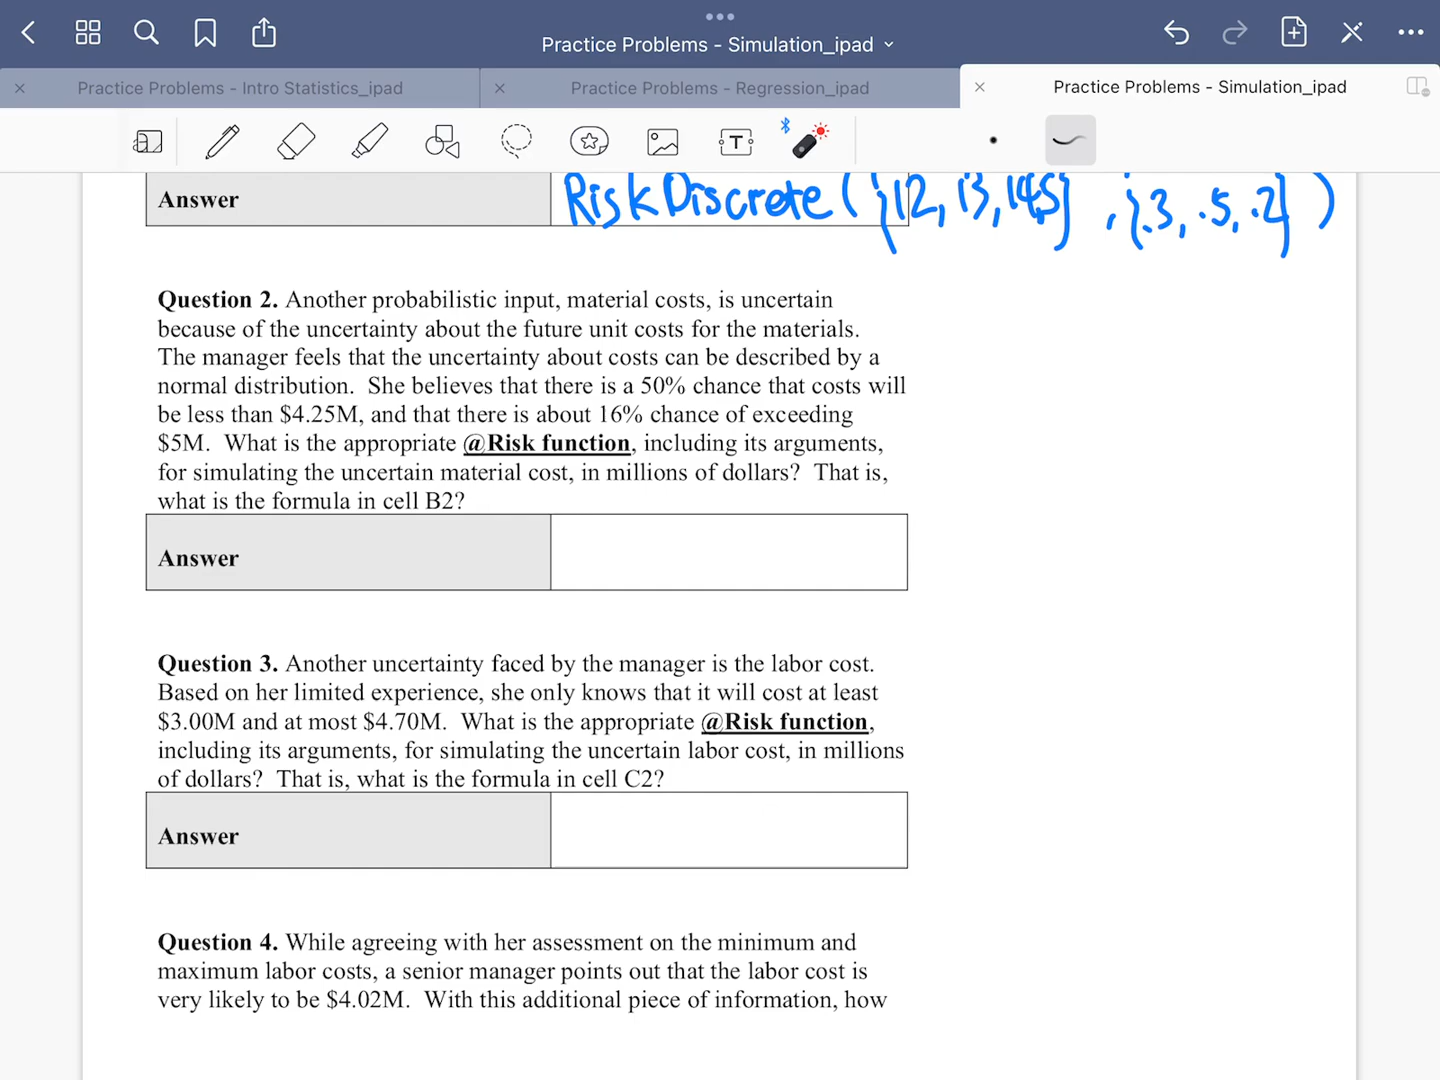 Practice Problems - Simulation_ipad
Practice Problems - Intro Statistics_ipad
Practice Problems - Regression_ipad
Practice Problems - Simulation_ipad
T
Answer
RiskDiscrete({12, 13, 14.5}, {.3, .5, .2})
Question 2. Another probabilistic input, material costs, is uncertain
because of the uncertainty about the future unit costs for the materials.
The manager feels that the uncertainty about costs can be described by a
normal distribution. She believes that there is a 50% chance that costs will
be less than $4.25M, and that there is about 16% chance of exceeding
$5M. What is the appropriate @Risk function, including its arguments,
for simulating the uncertain material cost, in millions of dollars? That is,
what is the formula in cell B2?
Answer
Question 3. Another uncertainty faced by the manager is the labor cost.
Based on her limited experience, she only knows that it will cost at least
$3.00M and at most $4.70M. What is the appropriate @Risk function,
including its arguments, for simulating the uncertain labor cost, in millions
of dollars? That is, what is the formula in cell C2?
Answer
Question 4. While agreeing with her assessment on the minimum and
maximum labor costs, a senior manager points out that the labor cost is
very likely to be $4.02M. With this additional piece of information, how